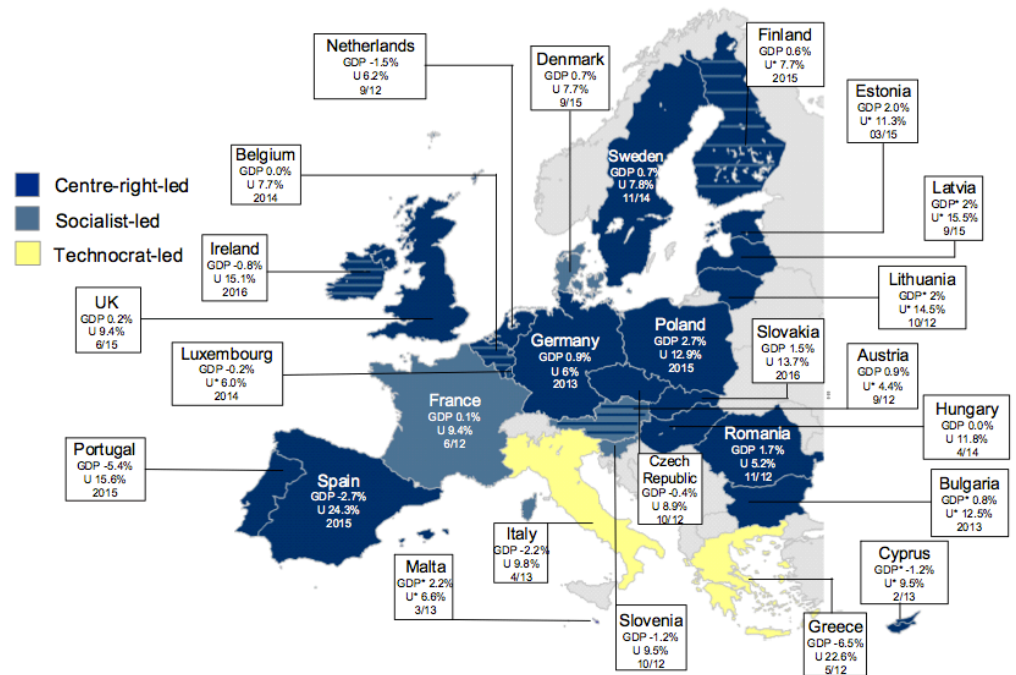 Netherlands
GDP -1.5%
U 6.2%
9/12
Denmark
GDP 0.7%
U 7.7%
9/15
Finland
GDP 0.6%
U* 7.7%
2015
Estonia
GDP 2.0%
U* 11.3%
03/15
Belgium
GDP 0.0%
U 7.7%
2014
Sweden
GDP 0.7%
U 7.8%
11/14
Centre-right-led
Socialist-led
Technocrat-led
Latvia
GDP* 2%
U* 15.5%
9/15
Ireland
GDP -0.8%
U 15.1%
2016
Lithuania
GDP* 2%
U* 14.5%
10/12
UK
GDP 0.2%
U 9.4%
6/15
Germany
GDP 0.9%
U 6%
2013
Poland
GDP 2.7%
U 12.9%
2015
Slovakia
GDP 1.5%
U 13.7%
2016
Luxembourg
GDP -0.2%
U* 6.0%
2014
Austria
GDP 0.9%
U* 4.4%
9/12
France
GDP 0.1%
U 9.4%
6/12
Hungary
GDP 0.0%
U 11.8%
4/14
Romania
GDP 1.7%
U 5.2%
11/12
Portugal
GDP -5.4%
U 15.6%
2015
Spain
GDP -2.7%
U 24.3%
2015
Czech
Republic
GDP -0.4%
U 8.9%
10/12
Bulgaria
GDP* 0.8%
U* 12.5%
2013
Italy
GDP -2.2%
U 9.8%
4/13
Malta
GDP* 2.2%
U* 6.6%
3/13
Cyprus
GDP* -1.2%
U* 9.5%
2/13
Slovenia
GDP -1.2%
U 9.5%
10/12
Greece
GDP -6.5%
U 22.6%
5/12